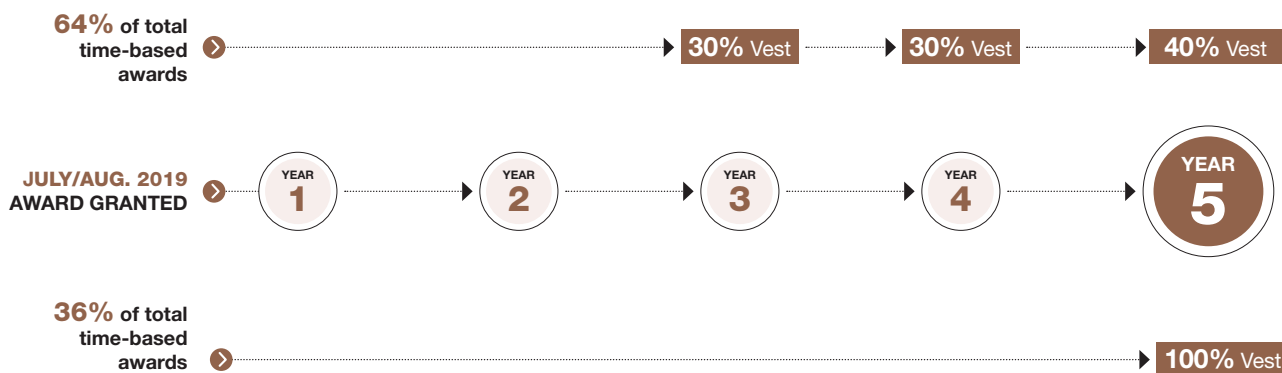 64% of total
time-based
awards
30% Vest
30% Vest
40% Vest
JULY/AUG. 2019
AWARD GRANTED
YEAR
1
YEAR
2
YEAR
3
YEAR
4
YEAR
5
36% of total
time-based
awards
100% Vest